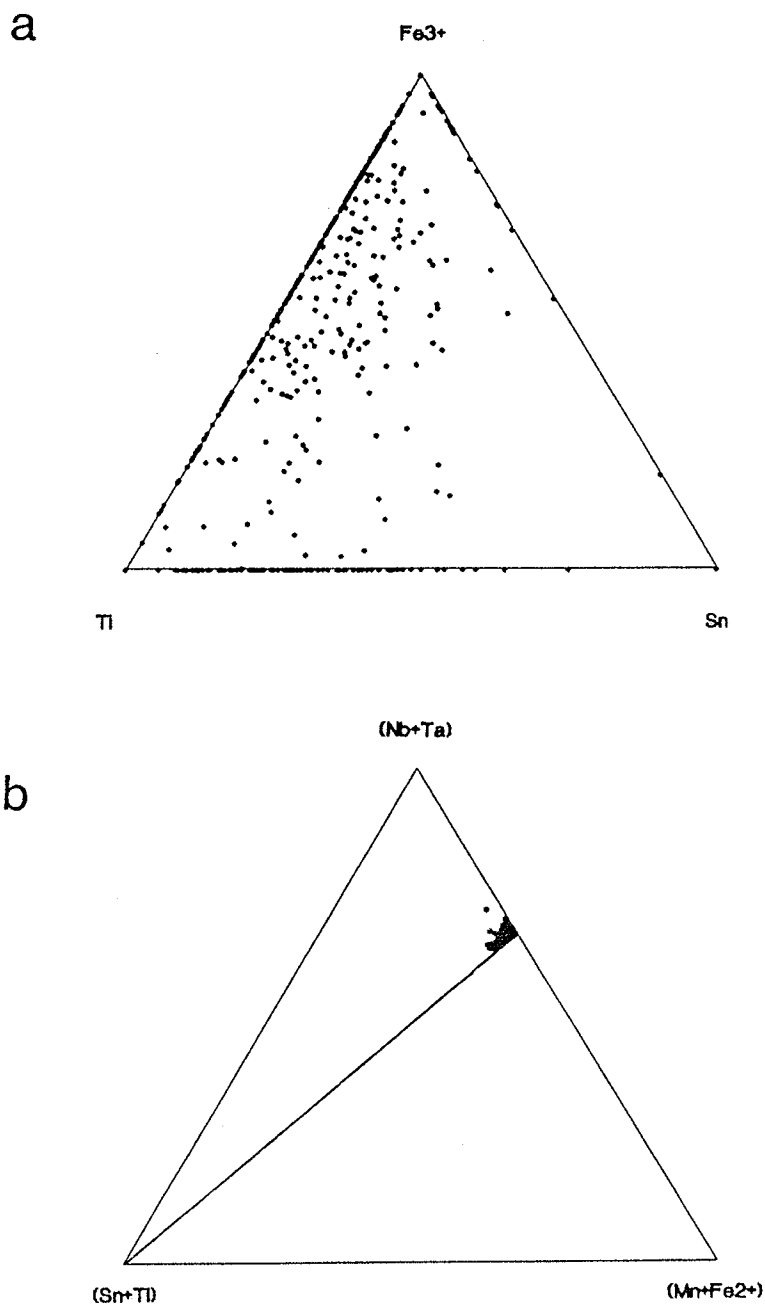 a
Fe3+
Ti
Sn
(Nb+Ta)
b
(Sn+Ti)
(Mn+Fe2+)